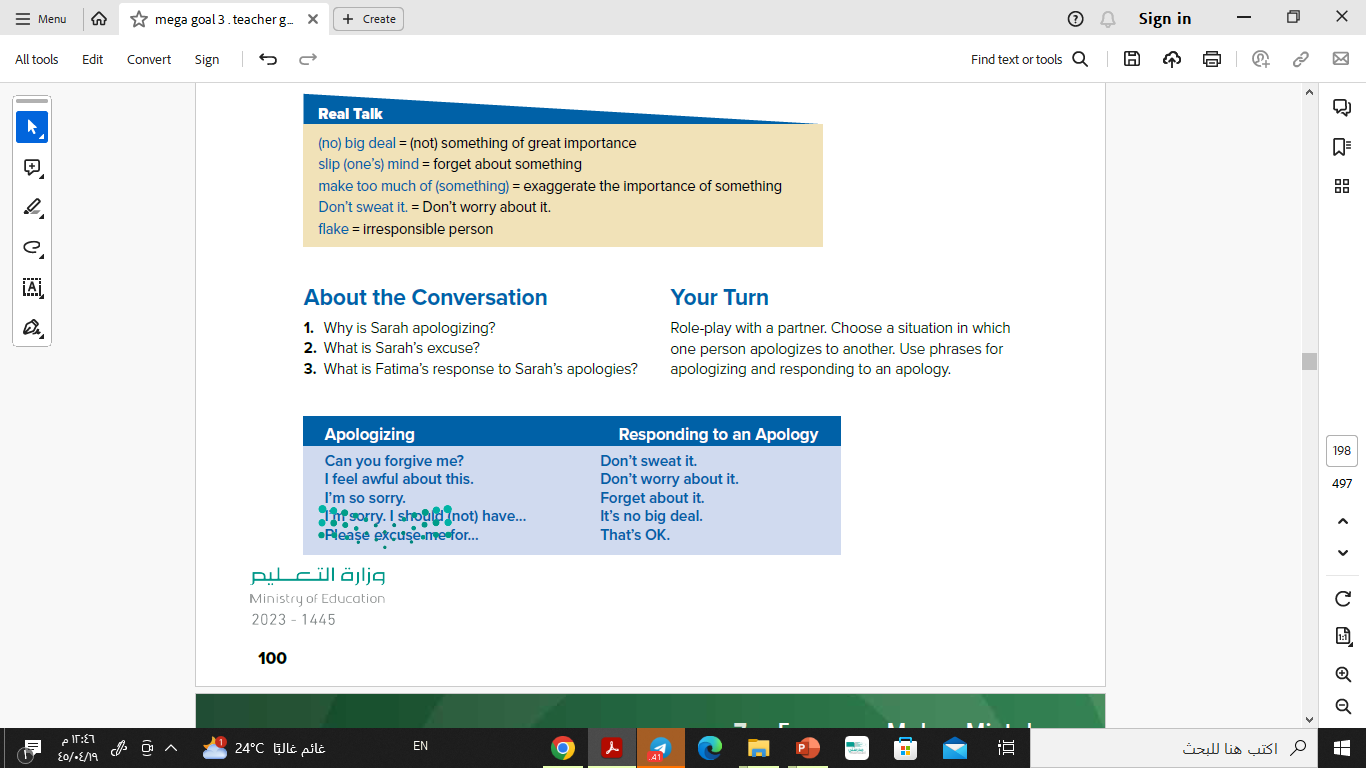 Menu
mega goal 3 . teacher g...
Create
Sign in
All tools
Edit
Convert
Sign
Find text or tools
Real Talk
(no) big deal = (not) something of great importance
slip (one's) mind = forget about something
make too much of (something) = exaggerate the importance of something
Don't sweat it. = Don't worry about it.
flake = irresponsible person
About the Conversation
1. Why is Sarah apologizing?
2. What is Sarah's excuse?
3. What is Fatima's response to Sarah's apologies?
Your Turn
Role-play with a partner. Choose a situation in which
one person apologizes to another. Use phrases for
apologizing and responding to an apology.
Apologizing
Can you forgive me?
I feel awful about this.
I'm so sorry.
I'm sorry. I should (not) have...
Please excuse me for...
Responding to an Apology
Don't sweat it.
Don't worry about it.
Forget about it.
It's no big deal.
That's OK.
وزارة التعليم
Ministry of Education
2023 - 1445
100
198
497
1:1
١٢:٤٦ م
٤٥/٠٤/١٩
24°C غائم غالبًا
EN
41
اكتب هنا للبحث